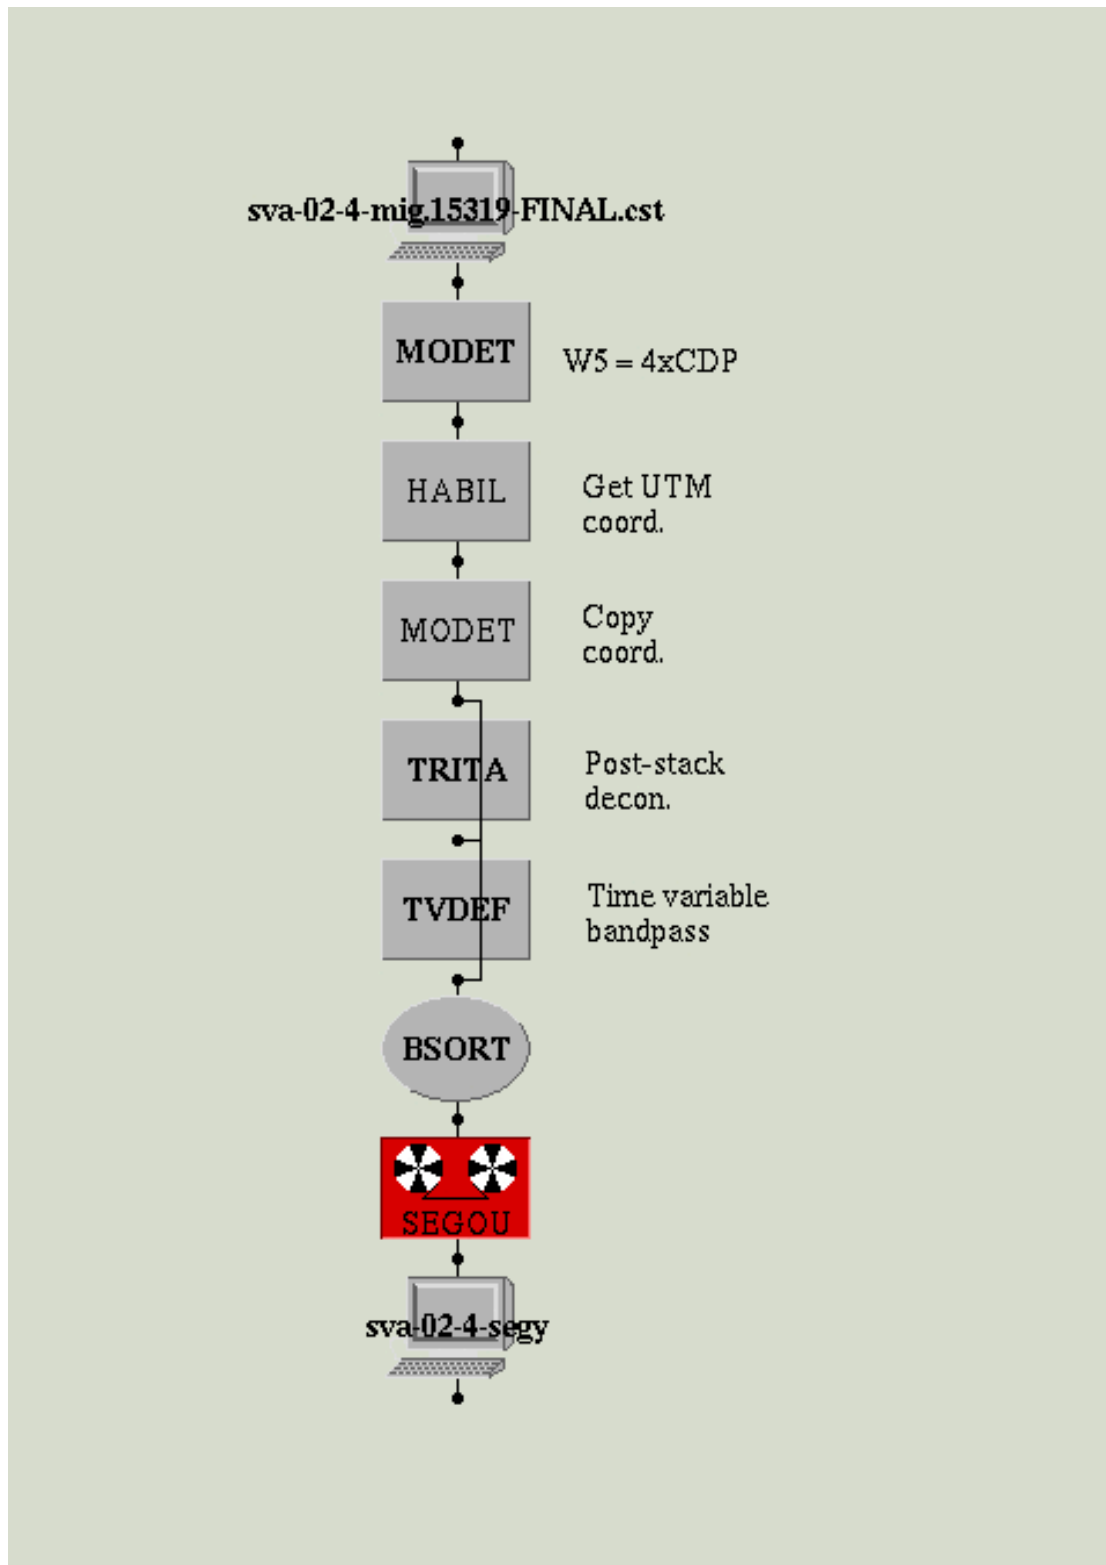 sva-02-4-mig.15319-FINAL.cst
MODET
W5 = 4xCDP
HABIL
Get UTM
coord.
MODET
Copy
coord.
TRITA
Post-stack
decon.
TVDEF
Time variable
bandpass
BSORT
SEGOU
sva-02-4-segy